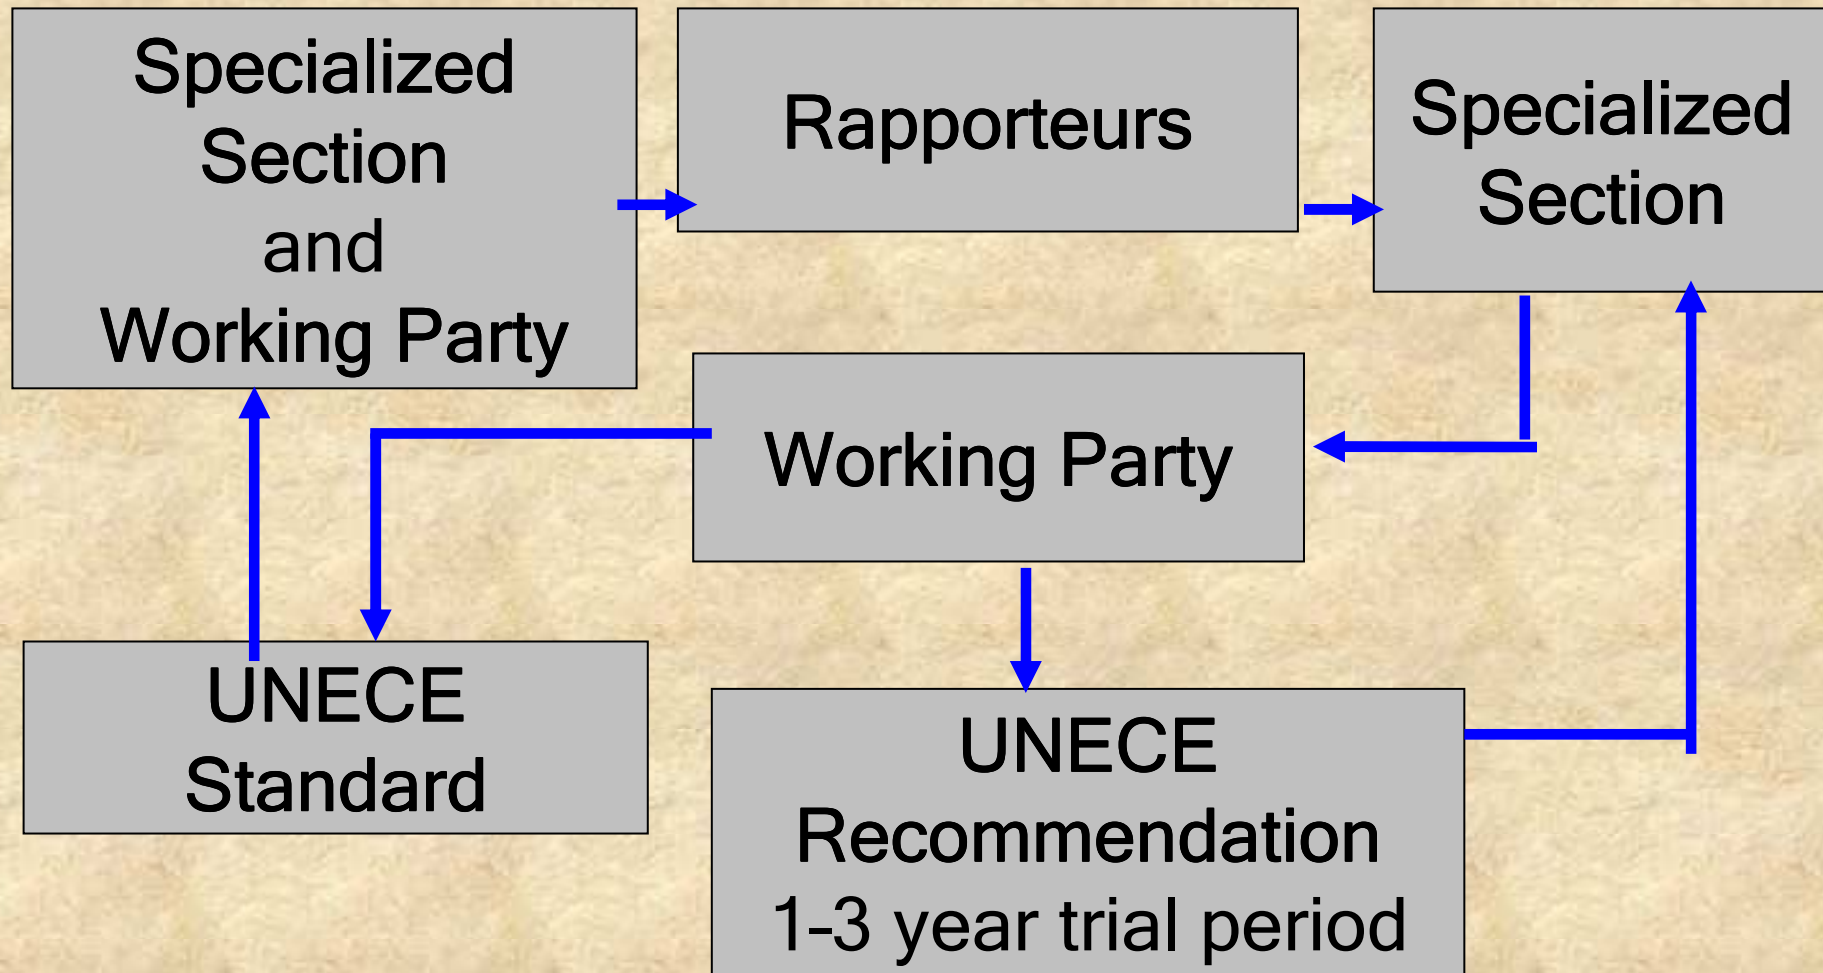 Specialized
Section
and
Working Party
Rapporteurs
Specialized
Section
Working Party
UNECE
Standard
UNECE
Recommendation
1-3 year trial period